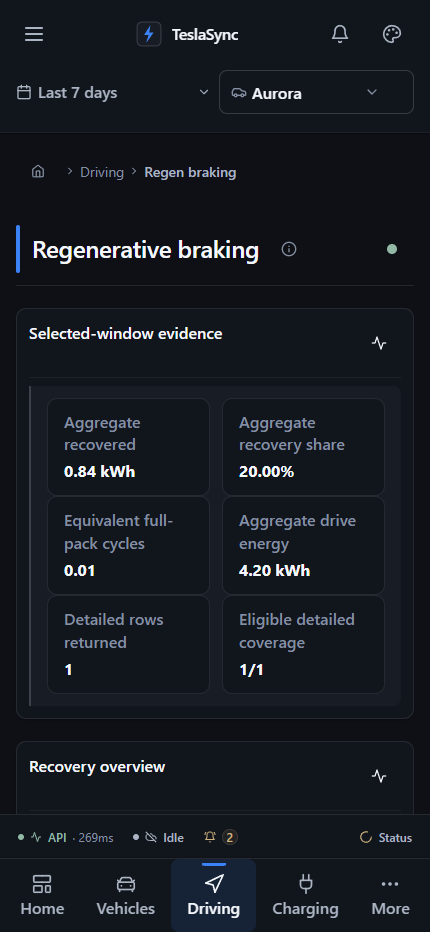 TeslaSync
Last 7 days
Aurora
Driving
Regen braking
Regenerative braking
Selected-window evidence
Aggregate
recovered
0.84 kWh
Aggregate
recovery share
20.00%
Equivalent full-
pack cycles
0.01
Aggregate drive
energy
4.20 kWh
Detailed rows
returned
1
Eligible detailed
coverage
1/1
Recovery overview
API · 269ms
Idle
2
Status
Home
Vehicles
Driving
Charging
More